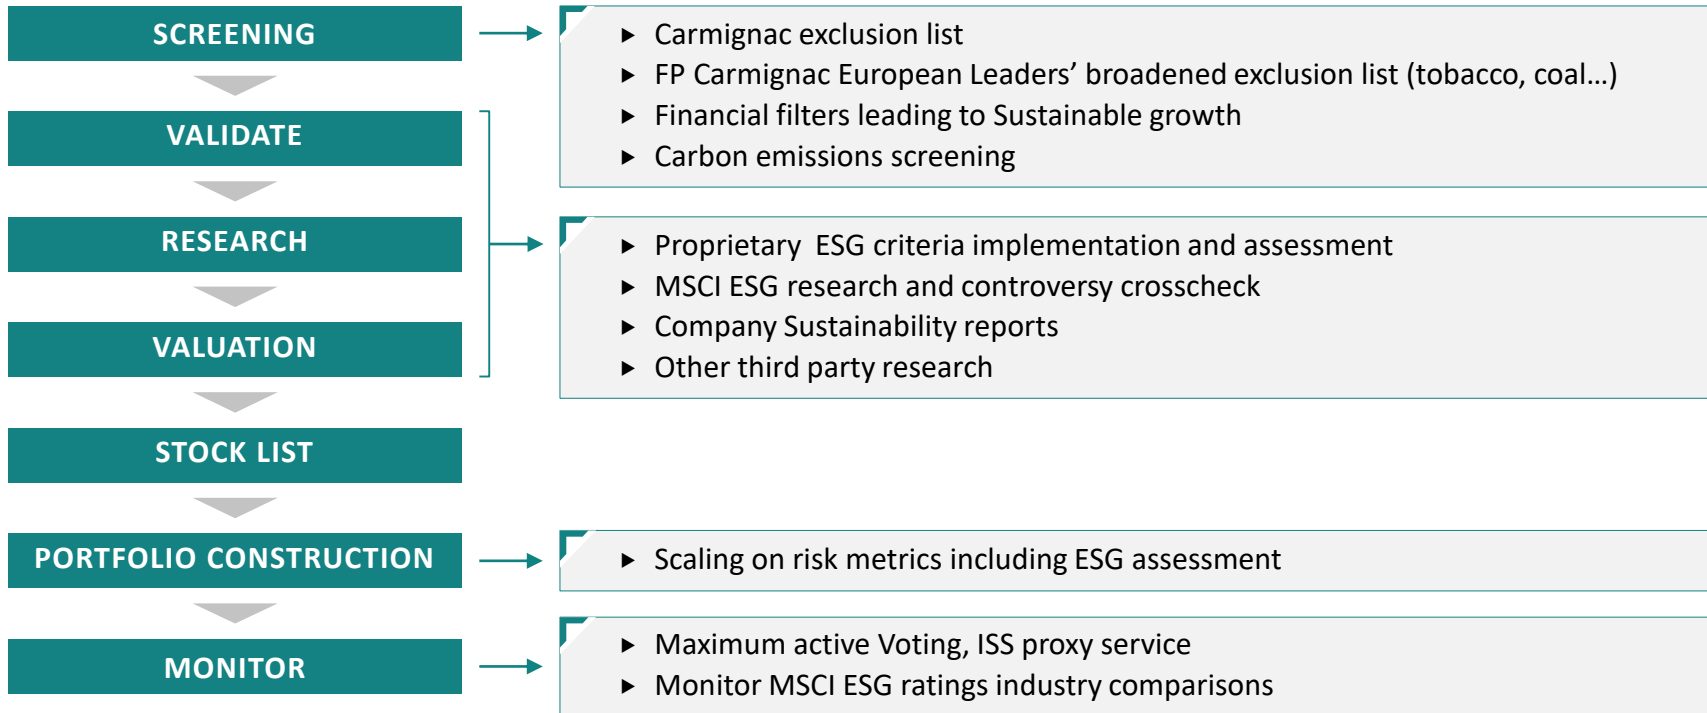 SCREENING
► Carmignac exclusion list
► FP Carmignac European Leaders’ broadened exclusion list (tobacco, coal…)
► Financial filters leading to Sustainable growth
► Carbon emissions screening
VALIDATE
RESEARCH
VALUATION
► Proprietary  ESG criteria implementation and assessment
► MSCI ESG research and controversy crosscheck
► Company Sustainability reports
► Other third party research
STOCK LIST
PORTFOLIO CONSTRUCTION
► Scaling on risk metrics including ESG assessment
MONITOR
► Maximum active Voting, ISS proxy service
► Monitor MSCI ESG ratings industry comparisons